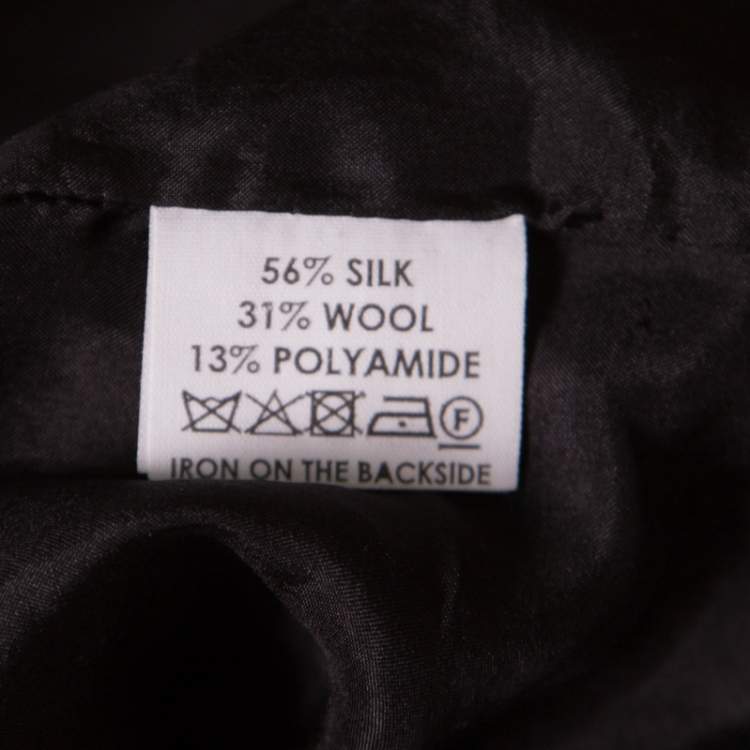 56% SILK
31% WOOL
13% POLYAMIDE
F
IRON ON THE BACKSIDE